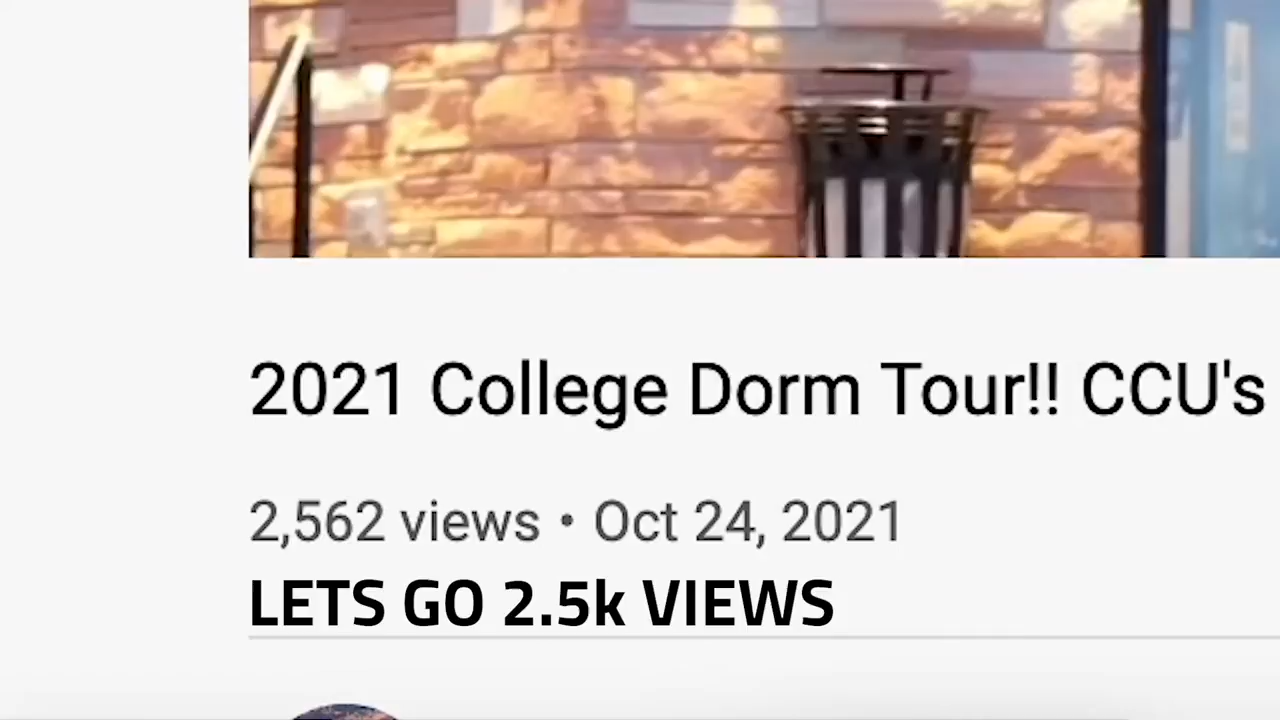 2021 College Dorm Tour!! CCU's
2,562 views • Oct 24, 2021
LETS GO 2.5k VIEWS